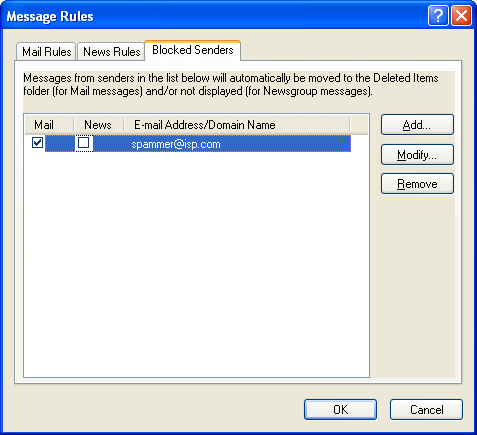 Message Rules
Mail Rules News Rules Blocked Senders
Messages from senders in the list below will automatically be moved to the Deleted Items
folder (for Mail messages) and/or not displayed (for Newsgroup messages).
Mail News E-mail Address/Domain Name
spammer@isp.com
Add...
Modify...
Remove
OK Cancel